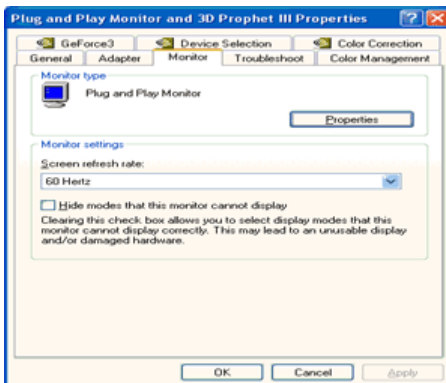 Plug and Play Monitor and 3D Prophet III Properties
GeForce3 Device Selection Color Correction
General Adapter Monitor Troubleshoot Color Management
Monitor type
Plug and Play Monitor
Properties
Monitor settings
Screen refresh rate:
60 Hertz
Hide modes that this monitor cannot display
Clearing this check box allows you to select display modes that this
monitor cannot display correctly. This may lead to an unusable display
and/or damaged hardware.
OK Cancel Apply